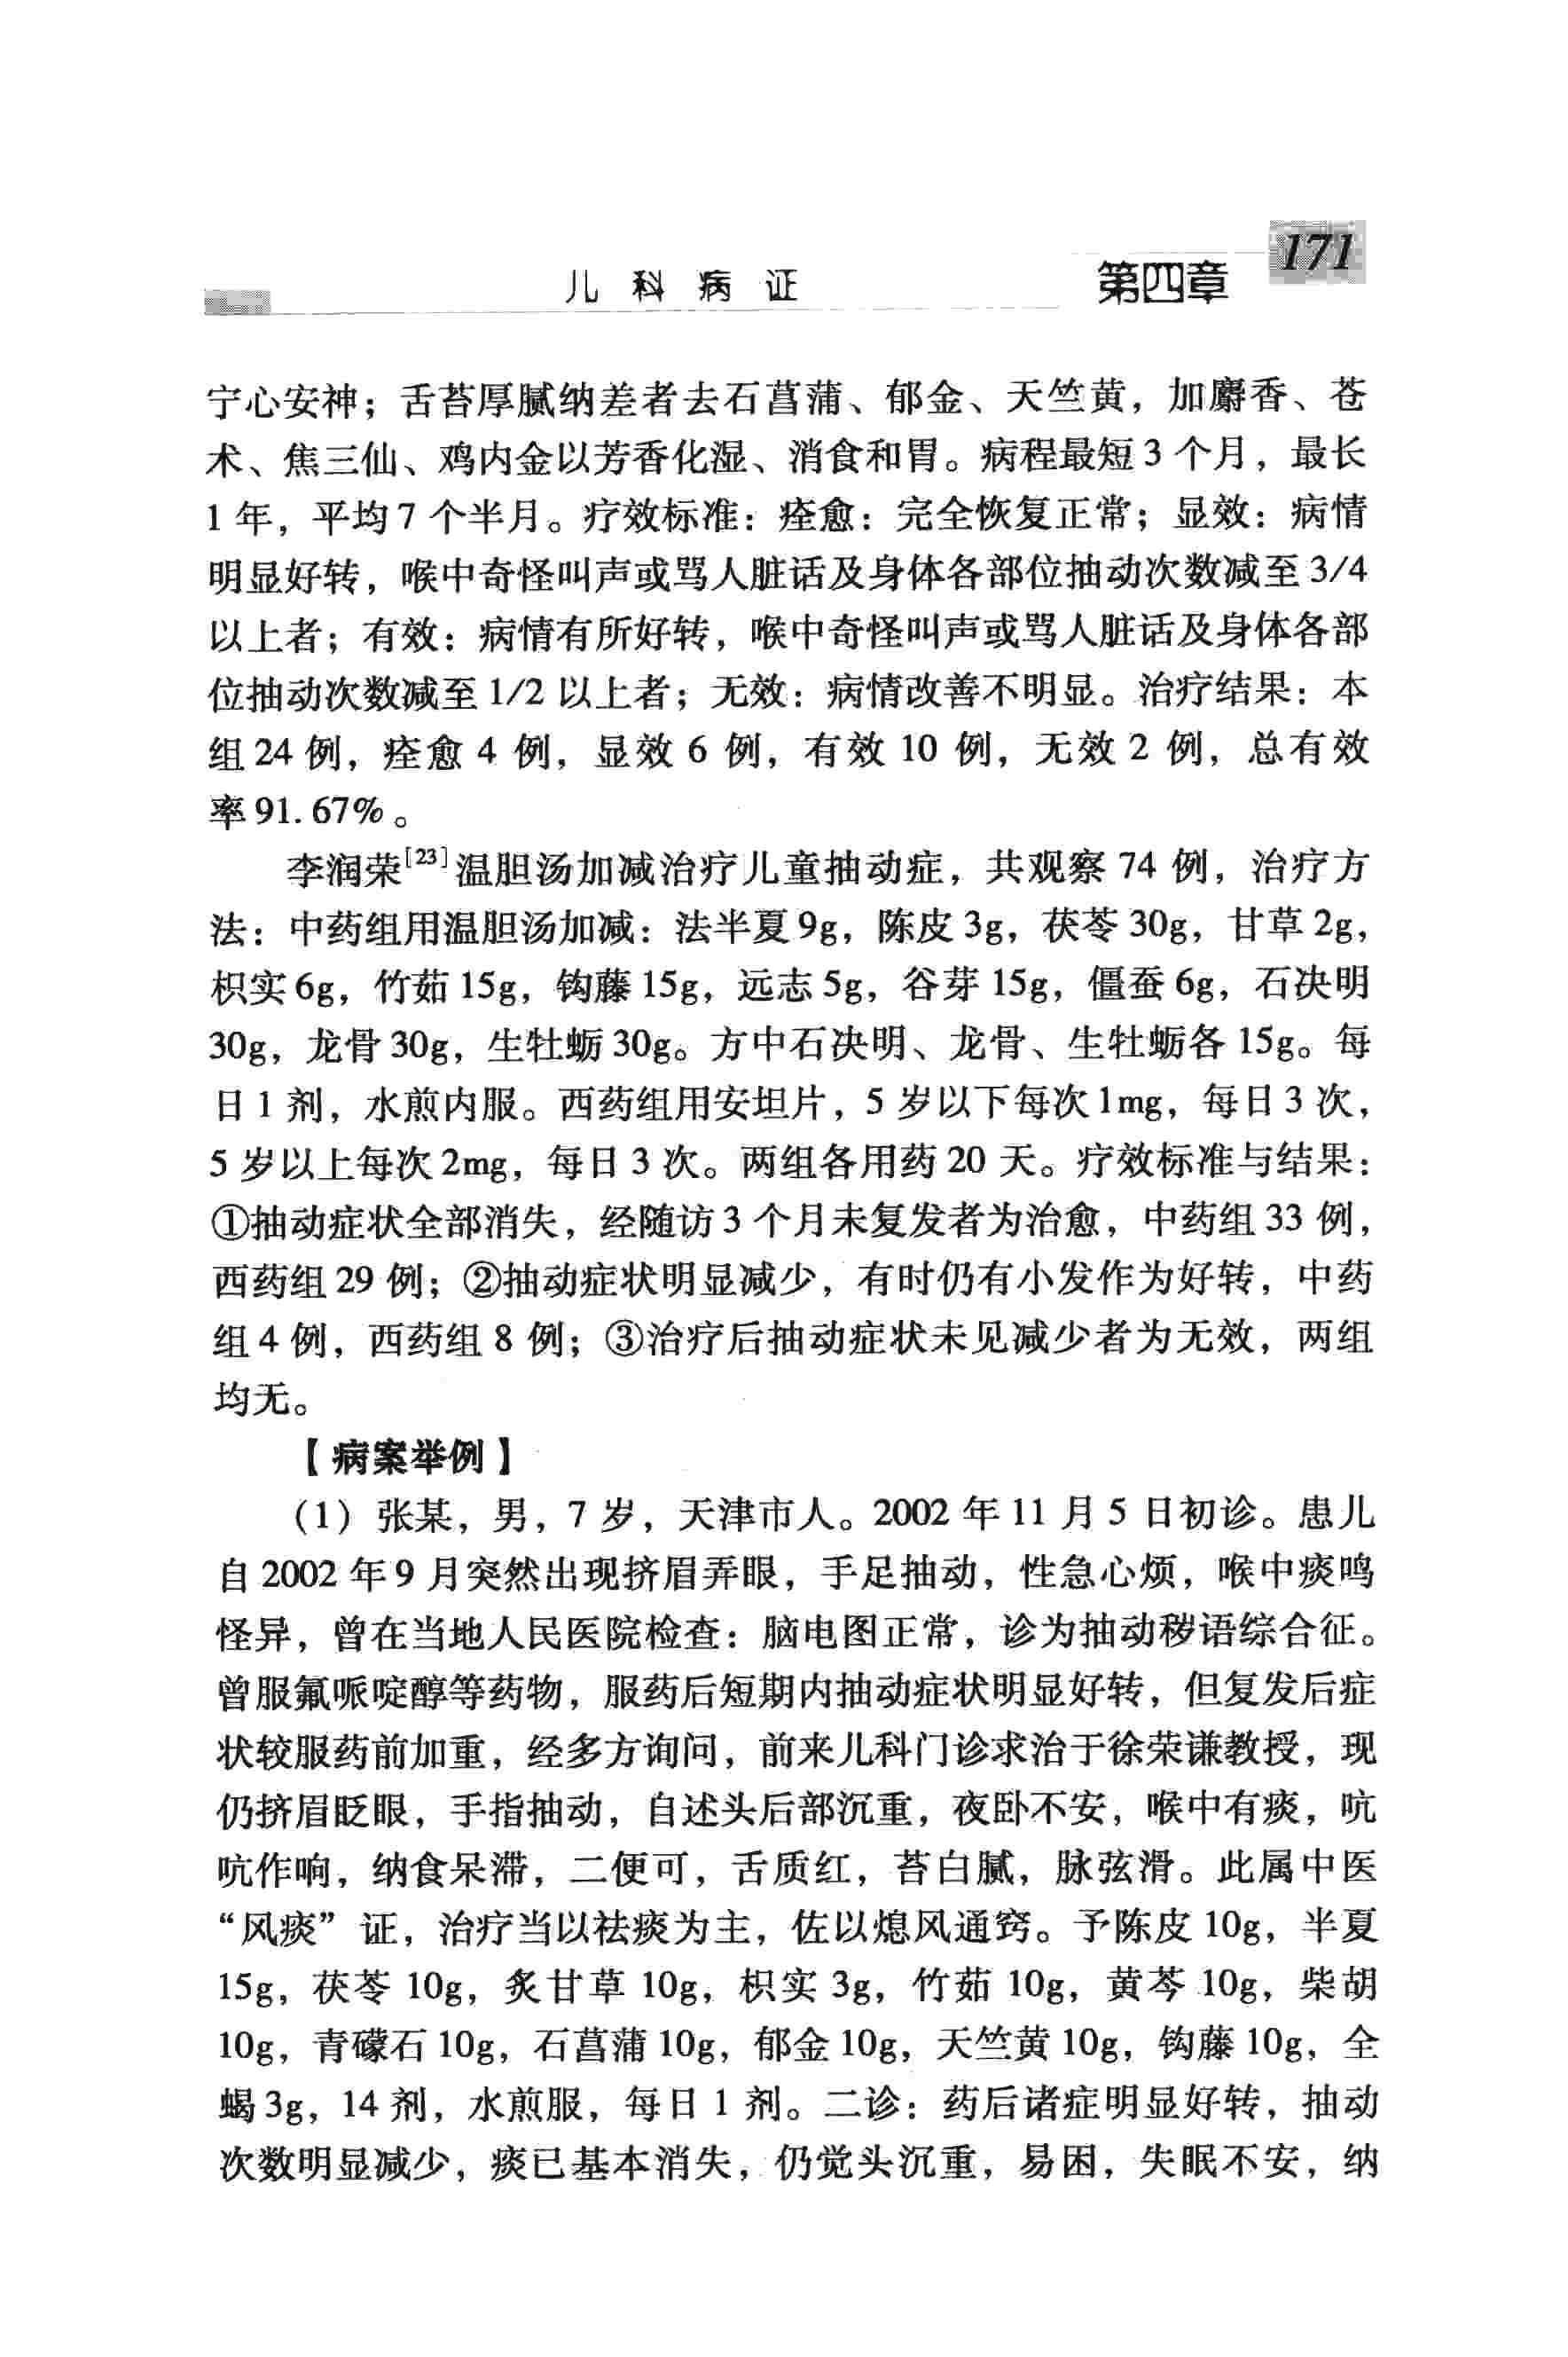 171
儿科病证 第四章
宁心安神；舌苔厚腻纳差者去石菖蒲、郁金、天竺黄，加麝香、苍
术、焦三仙、鸡内金以芳香化湿、消食和胃。病程最短3个月，最长
1年，平均7个半月。疗效标准：痊愈：完全恢复正常；显效：病情
明显好转，喉中奇怪叫声或骂人脏话及身体各部位抽动次数减至3/4
以上者；有效：病情有所好转，喉中奇怪叫声或骂人脏话及身体各部
位抽动次数减至1/2以上者；无效：病情改善不明显。治疗结果：本
组24例，痊愈4例，显效6例，有效10例，无效2例，总有效
率91.67%。
李润荣[23]温胆汤加减治疗儿童抽动症，共观察74例，治疗方
法：中药组用温胆汤加减：法半夏9g，陈皮3g，茯苓30g，甘草2g，
枳实6g，竹茹15g，钩藤15g，远志5g，谷芽15g，僵蚕6g，石决明
30g，龙骨30g，生牡蛎30g。方中石决明、龙骨、生牡蛎各15g。每
日1剂，水煎内服。西药组用安坦片，5岁以下每次1mg，每日3次，
5岁以上每次2mg，每日3次。两组各用药20天。疗效标准与结果：
①抽动症状全部消失，经随访3个月未复发者为治愈，中药组33例，
西药组29例；②抽动症状明显减少，有时仍有小发作为好转，中药
组4例，西药组8例；③治疗后抽动症状未见减少者为无效，两组
均无。
【病案举例】
（1）张某，男，7岁，天津市人。2002年11月5日初诊。患儿
自2002年9月突然出现挤眉弄眼，手足抽动，性急心烦，喉中痰鸣
怪异，曾在当地人民医院检查：脑电图正常，诊为抽动秽语综合征。
曾服氟哌啶醇等药物，服药后短期内抽动症状明显好转，但复发后症
状较服药前加重，经多方询问，前来儿科门诊求治于徐荣谦教授，现
仍挤眉眨眼，手指抽动，自述头后部沉重，夜卧不安，喉中有痰，吭
吭作响，纳食呆滞，二便可，舌质红，苔白腻，脉弦滑。此属中医
“风痰”证，治疗当以祛痰为主，佐以熄风通窍。予陈皮10g，半夏
15g，茯苓10g，炙甘草10g，枳实3g，竹茹10g，黄芩10g，柴胡
10g，青礞石10g，石菖蒲10g，郁金10g，天竺黄10g，钩藤10g，全
蝎3g，14剂，水煎服，每日1剂。二诊：药后诸症明显好转，抽动
次数明显减少，痰已基本消失，仍觉头沉重，易困，失眠不安，纳